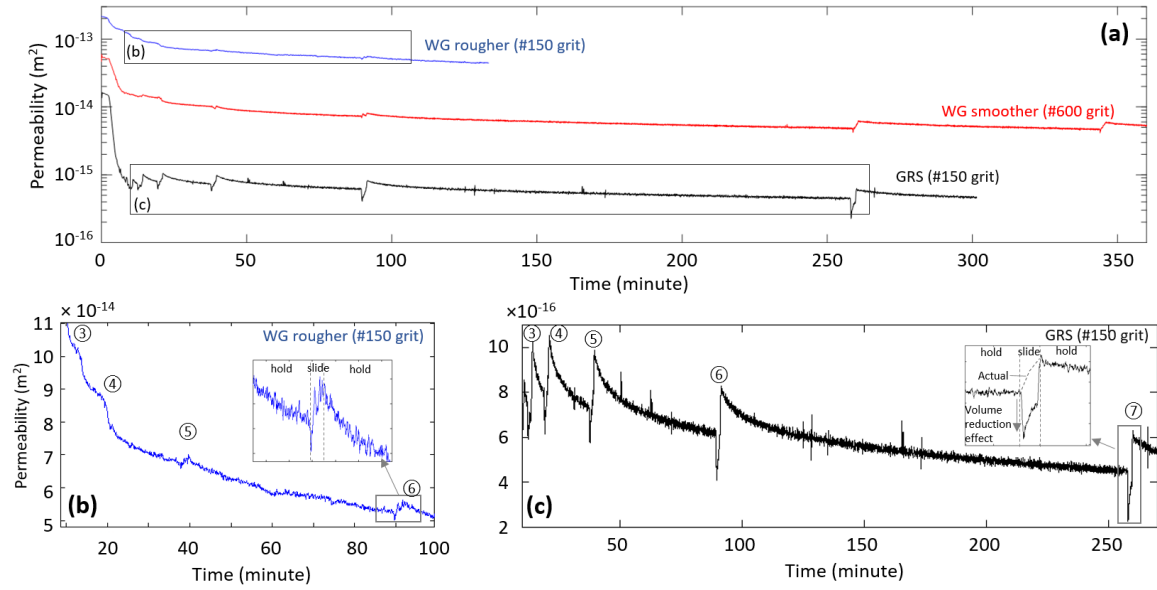 (a)
WG rougher (#150 grit)
(b)
WG smoother (#600 grit)
GRS (#150 grit)
(c)
Permeability (m²)
10⁻¹³
10⁻¹⁴
10⁻¹⁵
10⁻¹⁶
0 50 100 150 200 250 300 350
Time (minute)
× 10⁻¹⁴
WG rougher (#150 grit)
③
④
⑤
⑥
hold slide hold
Permeability (m²)
11
10
9
8
7
6
5
(b)
20 40 60 80 100
Time (minute)
×10⁻¹⁶
GRS (#150 grit)
③ ④
⑤
⑥
⑦
hold slide hold
Actual
Volume
reduction
effect
10
8
6
4
2
(c)
50 100 150 200 250
Time (minute)